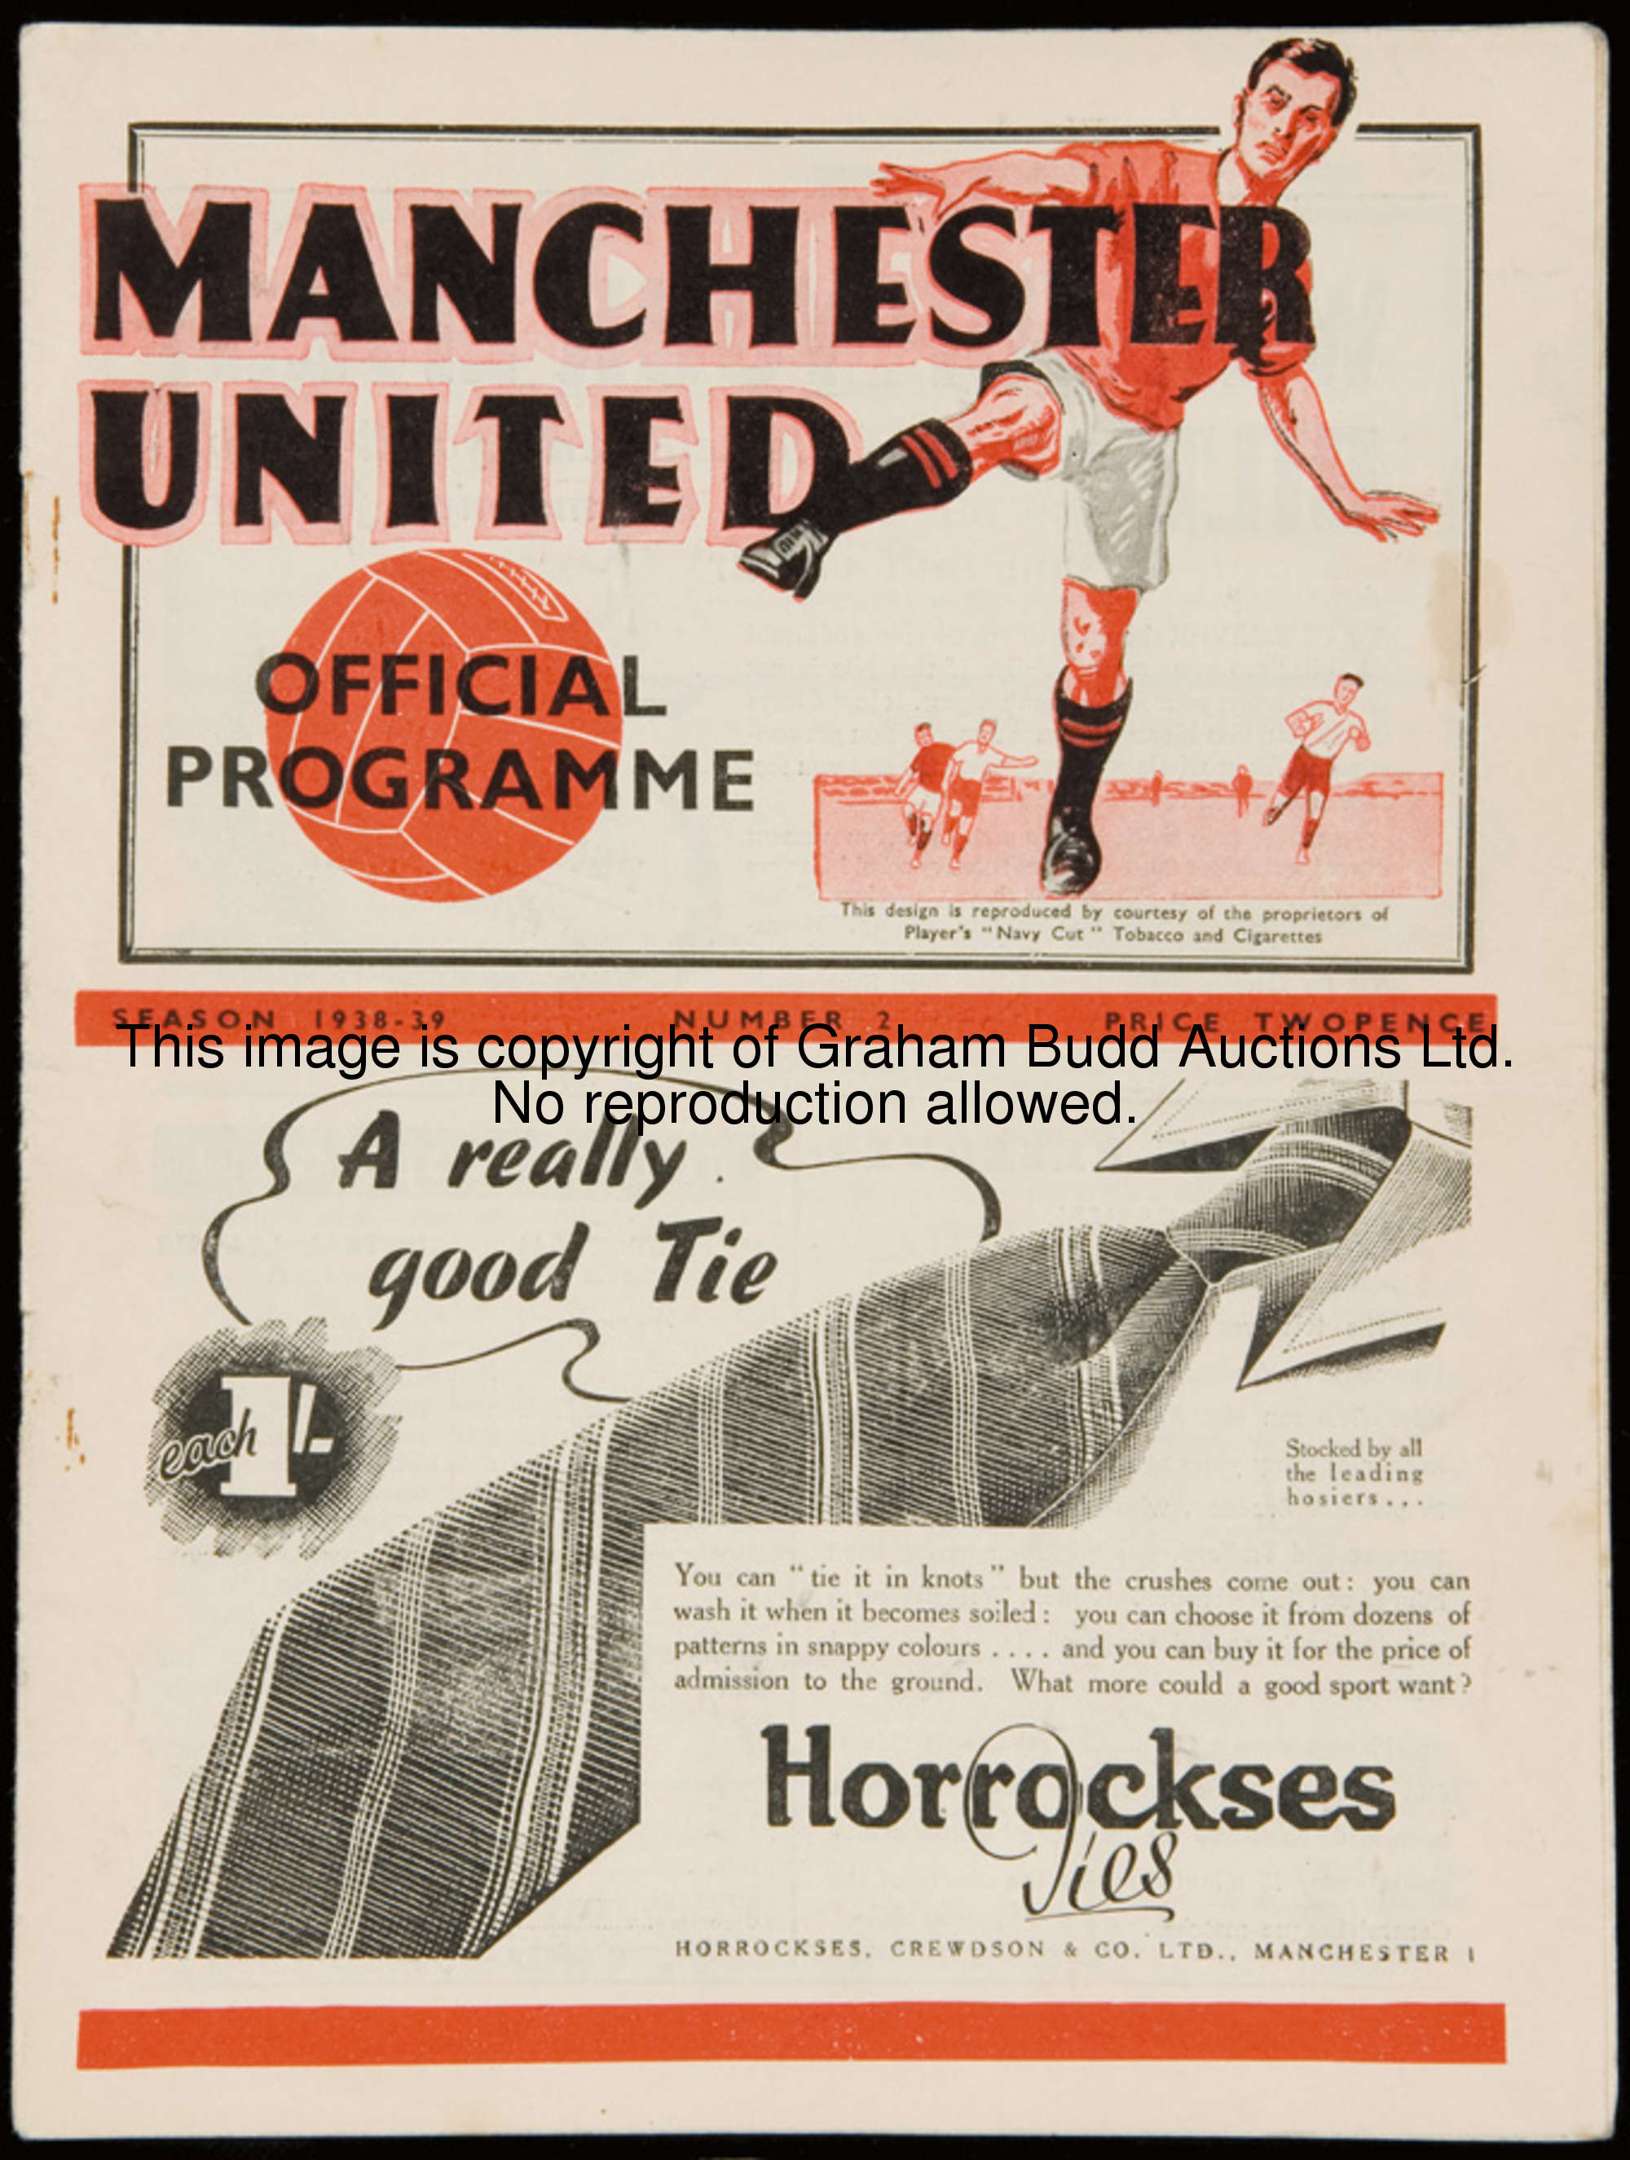 MANCHESTER
UNITED
OFFICIAL
PROGRAMME
This design is reproduced by courtesy of the proprietors of
Player's "Navy Cut" Tobacco and Cigarettes
SEASON 1938-39 NUMBER 2 PRICE TWOPENCE
This image is copyright of Graham Budd Auctions Ltd.
No reproduction allowed.
A really
good Tie
each 1/-
Stocked by all
the leading
hosiers...
You can "tie it in knots" but the crushes come out: you can
wash it when it becomes soiled: you can choose it from dozens of
patterns in snappy colours .... and you can buy it for the price of
admission to the ground. What more could a good sport want?
Horrockses
Ties
HORROCKSES, CREWDSON & CO. LTD., MANCHESTER 1